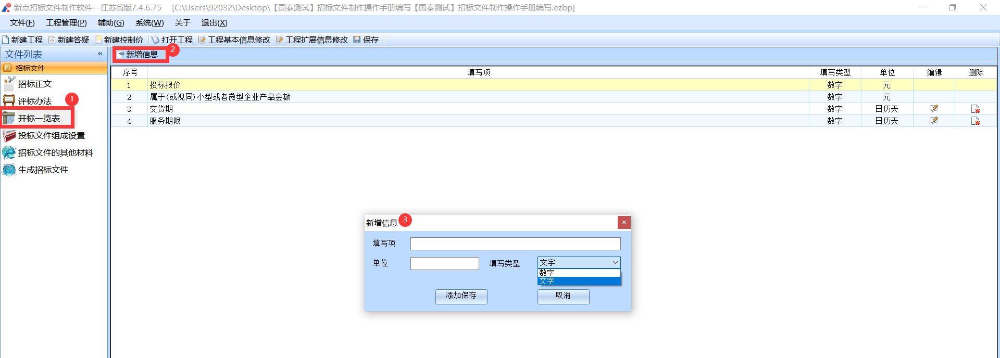 新点招标文件制作软件—江苏省版7.4.6.75 [C:\Users\92032\Desktop\【国泰测试】招标文件制作操作手册编写【国泰测试】招标文件制作操作手册编写.ezbp]
文件(F) 工程管理(P) 辅助(G) 系统(W) 关于 退出(X)
新建工程 新建答疑 新建控制价 打开工程 工程基本信息修改 工程扩展信息修改 保存
文件列表 «
新增信息 2
招 招标文件
招标正文
评标办法 1
开标一览表
投标文件组成设置
招标文件的其他材料
生成招标文件
序号 填写项 填写类型 单位 编辑 删除
1 投标报价 数字 元
2 属于(或视同)小型或者微型企业产品金额 数字 元
3 交货期 数字 日历天
4 服务期限 数字 日历天
新增信息 3
填写项
单位 填写类型 文字
数字
文字
添加保存 取消